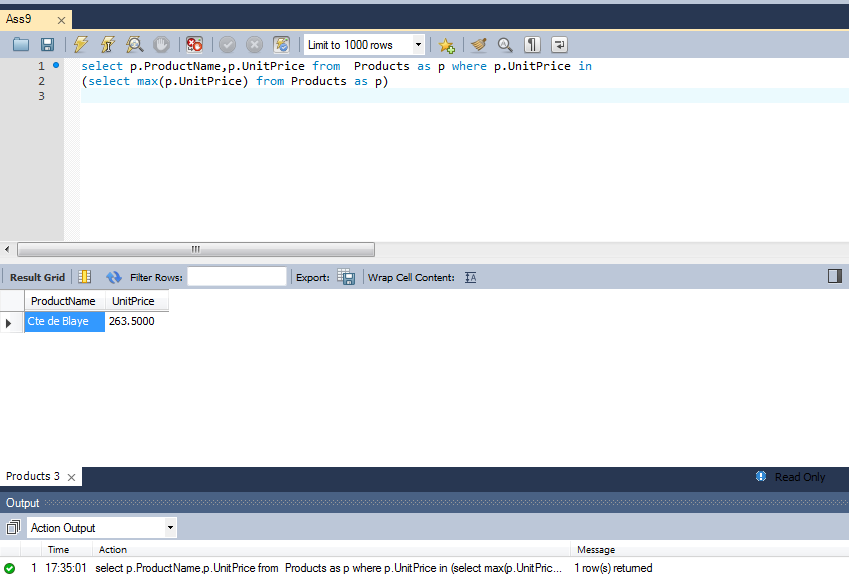 Ass9
Limit to 1000 rows
1 select p.ProductName,p.UnitPrice from  Products as p where p.UnitPrice in
2 (select max(p.UnitPrice) from Products as p)
3
Result Grid Filter Rows: Export: Wrap Cell Content:
ProductName UnitPrice
Cte de Blaye 263.5000
Products 3 Read Only
Output
Action Output
Time Action Message
1 17:35:01 select p.ProductName,p.UnitPrice from  Products as p where p.UnitPrice in (select max(p.UnitPric... 1 row(s) returned